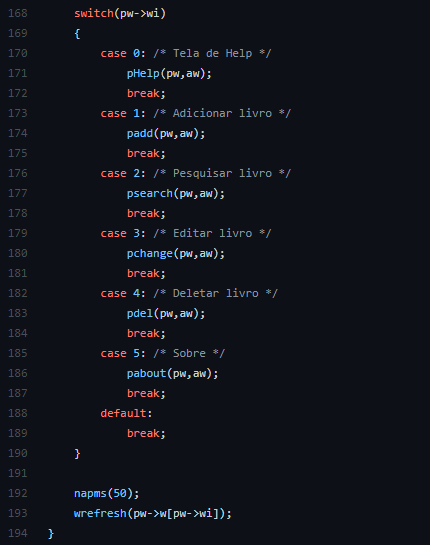 168 switch(pw->wi)
169 {
170 case 0: /* Tela de Help */
171 pHelp(pw,aw);
172 break;
173 case 1: /* Adicionar livro */
174 padd(pw,aw);
175 break;
176 case 2: /* Pesquisar livro */
177 psearch(pw,aw);
178 break;
179 case 3: /* Editar livro */
180 pchange(pw,aw);
181 break;
182 case 4: /* Deletar livro */
183 pdel(pw,aw);
184 break;
185 case 5: /* Sobre */
186 pabout(pw,aw);
187 break;
188 default:
189 break;
190 }
191
192 napms(50);
193 wrefresh(pw->w[pw->wi]);
194 }